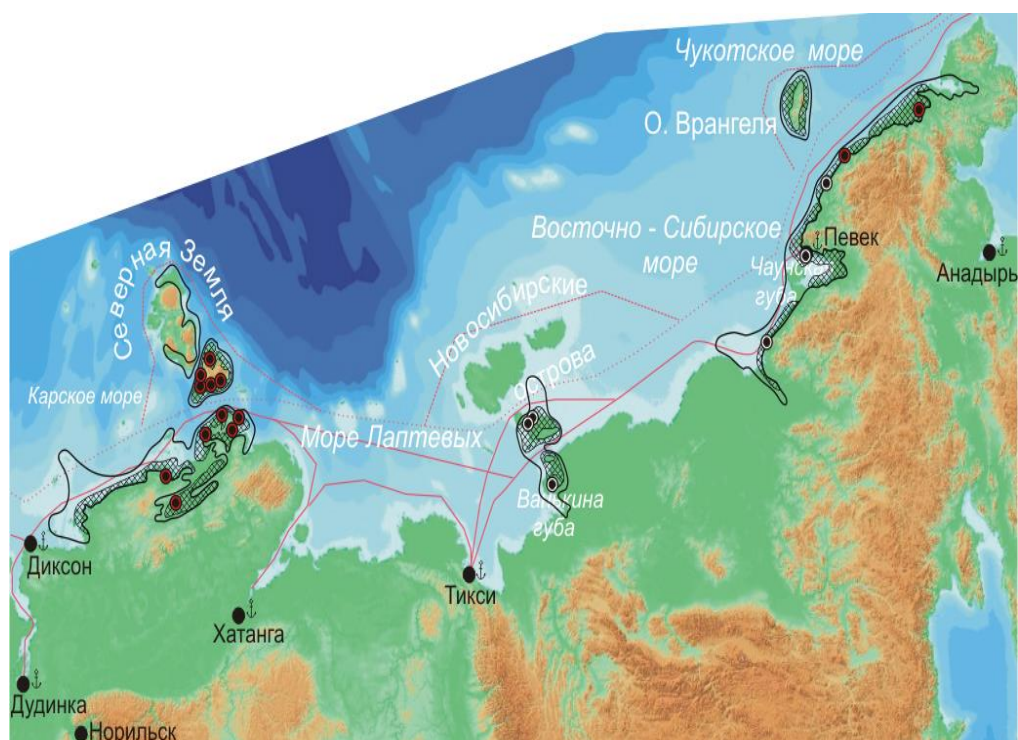 Чукотское море
О. Врангеля
Восточно - Сибирское
море
Певек
Чаунская
губа
Анадырь
Северная Земля
Новосибирские
острова
Карское море
Море Лаптевых
Ванькина
губа
Диксон
Тикси
Хатанга
Дудинка
Норильск